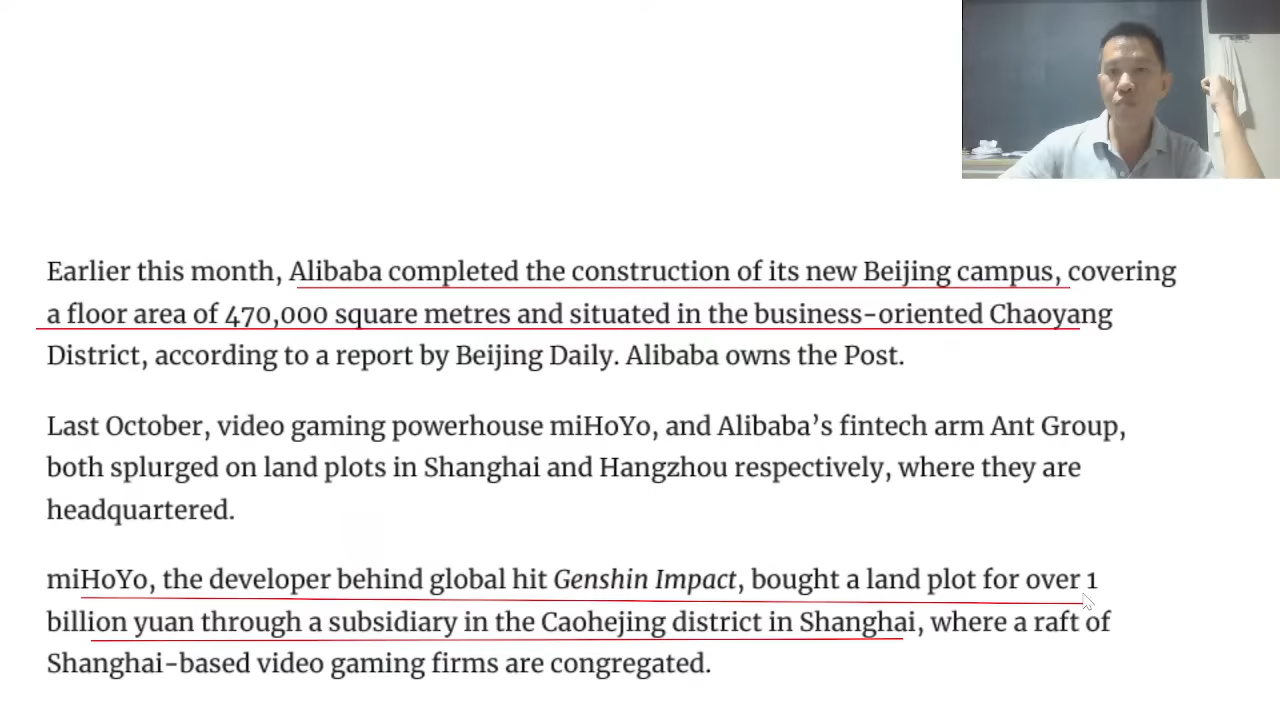 Earlier this month, Alibaba completed the construction of its new Beijing campus, covering
a floor area of 470,000 square metres and situated in the business-oriented Chaoyang
District, according to a report by Beijing Daily. Alibaba owns the Post.
Last October, video gaming powerhouse miHoYo, and Alibaba’s fintech arm Ant Group,
both splurged on land plots in Shanghai and Hangzhou respectively, where they are
headquartered.
miHoYo, the developer behind global hit Genshin Impact, bought a land plot for over 1
billion yuan through a subsidiary in the Caohejing district in Shanghai, where a raft of
Shanghai-based video gaming firms are congregated.